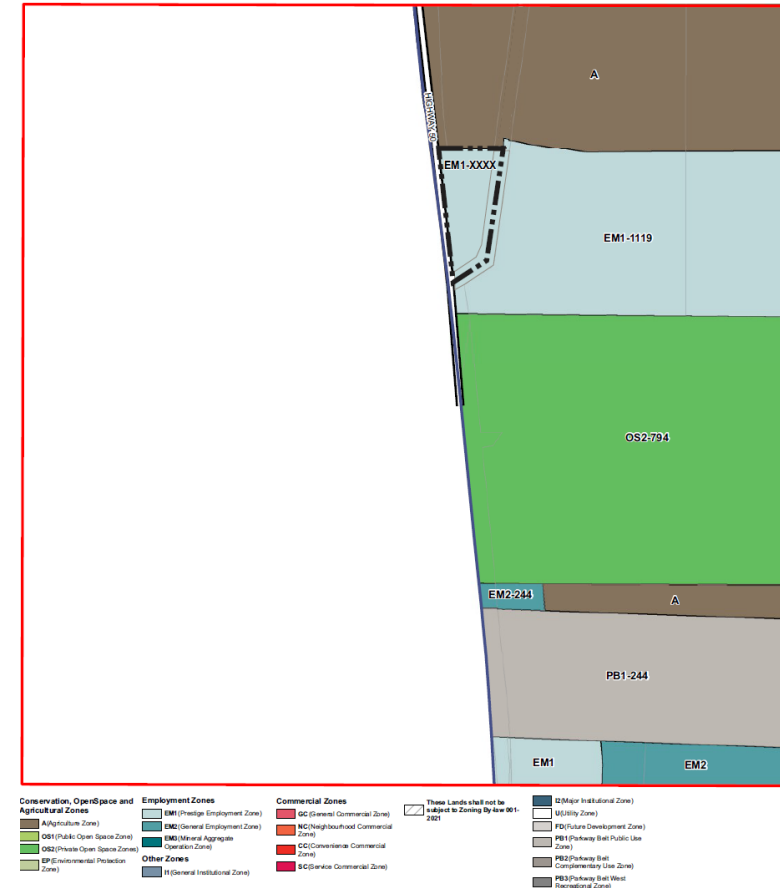 A
HIGHWAY 50
EM1-XXXX
EM1-1119
OS2-794
EM2-244
A
PB1-244
EM1
EM2
Conservation, OpenSpace and
Agricultural Zones
A(Agriculture Zone)
OS1(Public Open Space Zone)
OS2(Private Open Space Zones)
EP(Environmental Protection
Zone)
Employment Zones
EM1(Prestige Employment Zone)
EM2(General Employment Zone)
EM3(Mineral Aggregate
Operation Zone)
Other Zones
I1(General Institutional Zone)
Commercial Zones
GC(General Commercial Zone)
NC(Neighbourhood Commercial
Zone)
CC(Convenience Commercial
Zone)
SC(Service Commercial Zone)
These Lands shall not be
subject to Zoning By-law 001-
2021
I2(Major Institutional Zone)
U(Utility Zone)
FD(Future Development Zone)
PB1(Parkway Belt Public Use
Zone)
PB2(Parkway Belt
Complementary Use Zone)
PB3(Parkway Belt West
Recreational Zone)